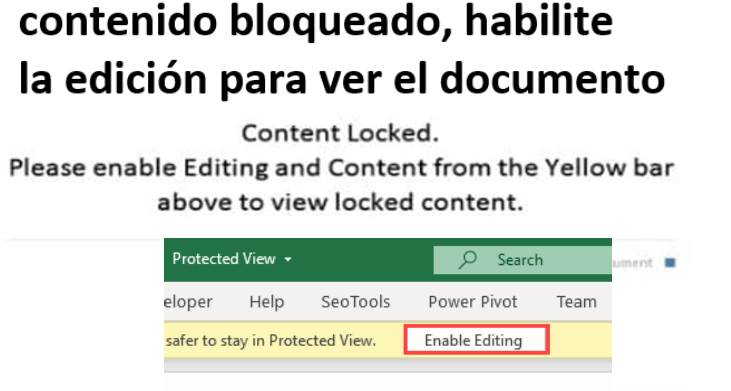 contenido bloqueado, habilite
la edición para ver el documento
Content Locked.
Please enable Editing and Content from the Yellow bar
above to view locked content.
Protected View
Search
ument
eloper Help SeoTools Power Pivot Team
safer to stay in Protected View. Enable Editing